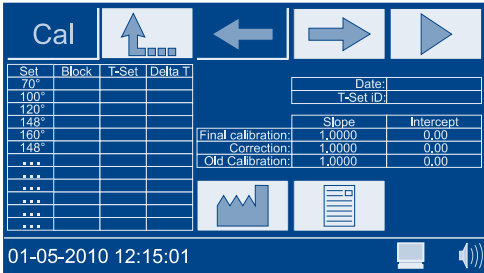 Cal
Set Block T-Set Delta T
70°
100°
120°
148°
160°
148°
...
...
...
...
...
Date:
T-Set iD:
Slope Intercept
Final calibration: 1.0000 0.00
Correction: 1.0000 0.00
Old Calibration: 1.0000 0.00
01-05-2010 12:15:01